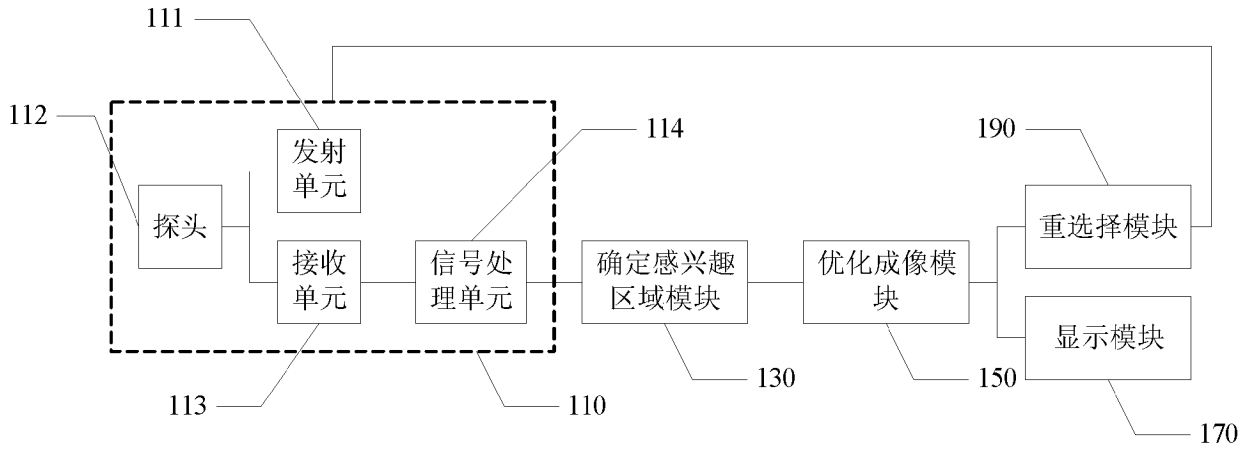 111
112
发射
单元
114
190
探头
重选择模块
接收
单元
信号处
理单元
确定感兴趣
区域模块
优化成像模
块
显示模块
113
110
130
150
170